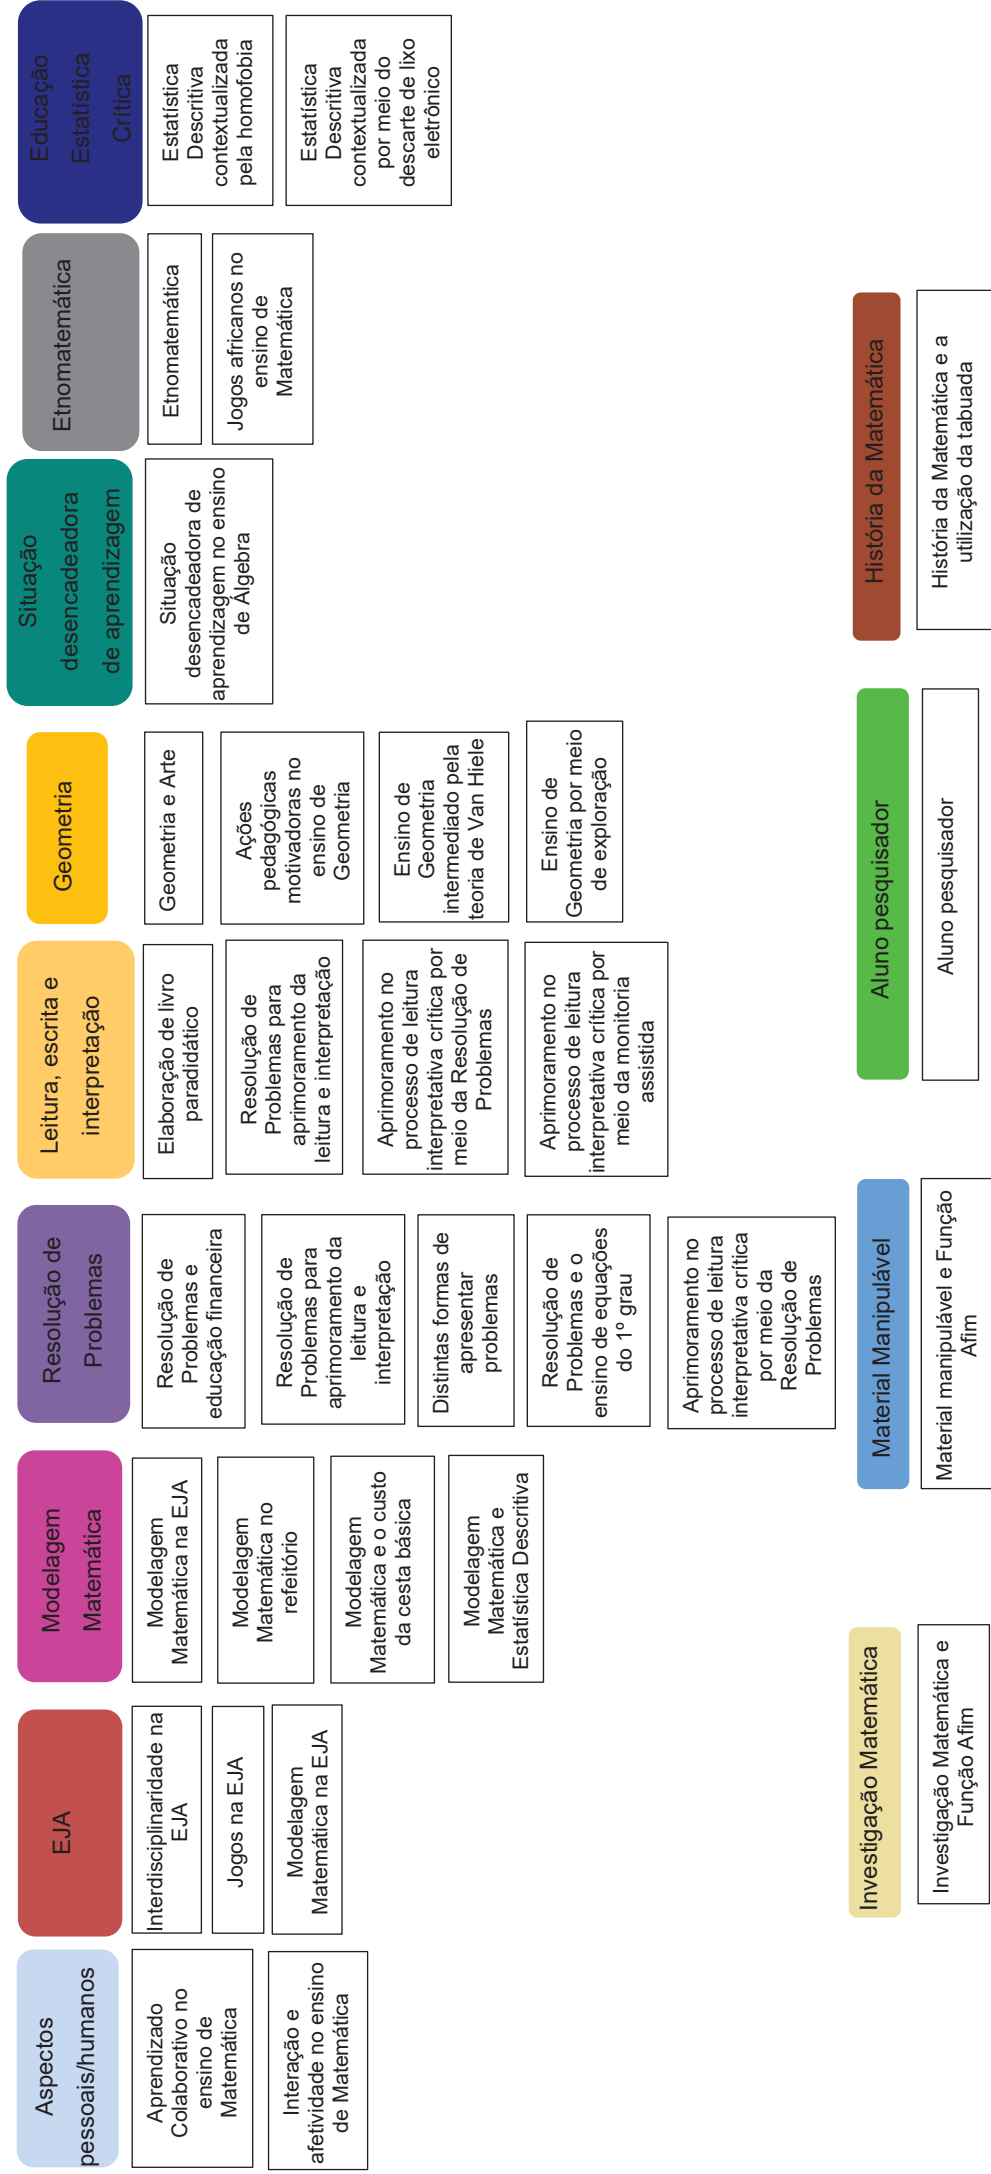 Aspectos
pessoais/humanos
Aprendizado
Colaborativo no
ensino de
Matemática
Interação e
afetividade no ensino
de Matemática
EJA
Interdisciplinaridade na
EJA
Jogos na EJA
Modelagem
Matemática na EJA
Modelagem
Matemática
Modelagem
Matemática na EJA
Modelagem
Matemática no
refeitório
Modelagem
Matemática e o custo
da cesta básica
Modelagem
Matemática e
Estatística Descritiva
Resolução de
Problemas
Resolução de
Problemas e
educação financeira
Resolução de
Problemas para
aprimoramento da
leitura e
interpretação
Distintas formas de
apresentar
problemas
Resolução de
Problemas e o
ensino de equações
do 1º grau
Aprimoramento no
processo de leitura
interpretativa crítica
por meio da
Resolução de
Problemas
Leitura, escrita e
interpretação
Elaboração de livro
paradidático
Resolução de
Problemas para
aprimoramento da
leitura e interpretação
Aprimoramento no
processo de leitura
interpretativa crítica por
meio da Resolução de
Problemas
Aprimoramento no
processo de leitura
interpretativa crítica por
meio da monitoria
assistida
Geometria
Geometria e Arte
Ações
pedagógicas
motivadoras no
ensino de
Geometria
Ensino de
Geometria
intermediado pela
teoria de Van Hiele
Ensino de
Geometria por meio
de exploração
Situação
desencadeadora
de aprendizagem
Situação
desencadeadora de
aprendizagem no ensino
de Álgebra
Etnomatemática
Etnomatemática
Jogos africanos no
ensino de
Matemática
Educação
Estatística
Crítica
Estatística
Descritiva
contextualizada
pela homofobia
Estatística
Descritiva
contextualizada
por meio do
descarte de lixo
eletrônico
Investigação Matemática
Investigação Matemática e
Função Afim
Material Manipulável
Material manipulável e Função
Afim
Aluno pesquisador
Aluno pesquisador
História da Matemática
História da Matemática e a
utilização da tabuada